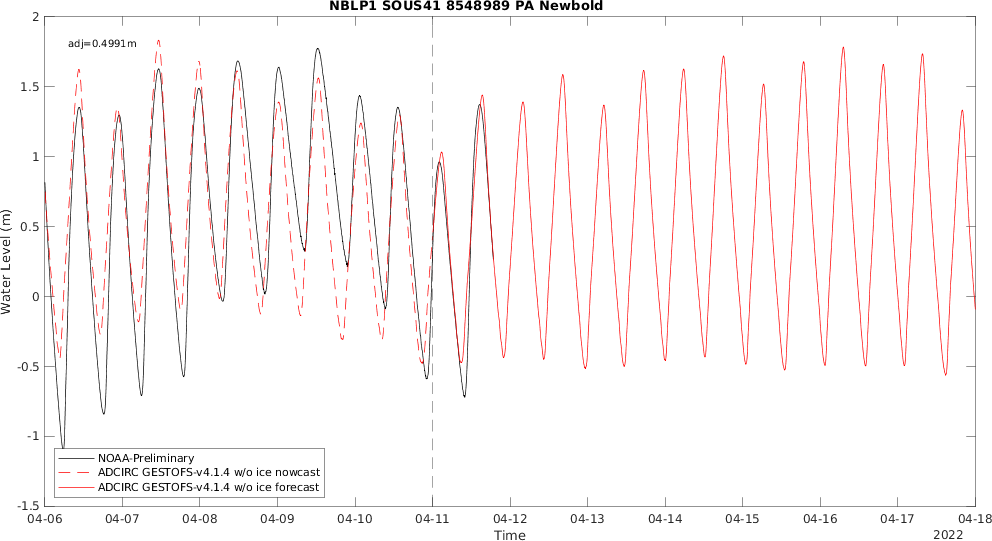 NBLP1 SOUS41 8548989 PA Newbold
adj=0.4991m
2
1.5
1
0.5
0
-0.5
-1
-1.5
Water Level (m)
NOAA-Preliminary
ADCIRC GESTOFS-v4.1.4 w/o ice nowcast
ADCIRC GESTOFS-v4.1.4 w/o ice forecast
04-06 04-07 04-08 04-09 04-10 04-11 04-12 04-13 04-14 04-15 04-16 04-17 04-18
Time
2022